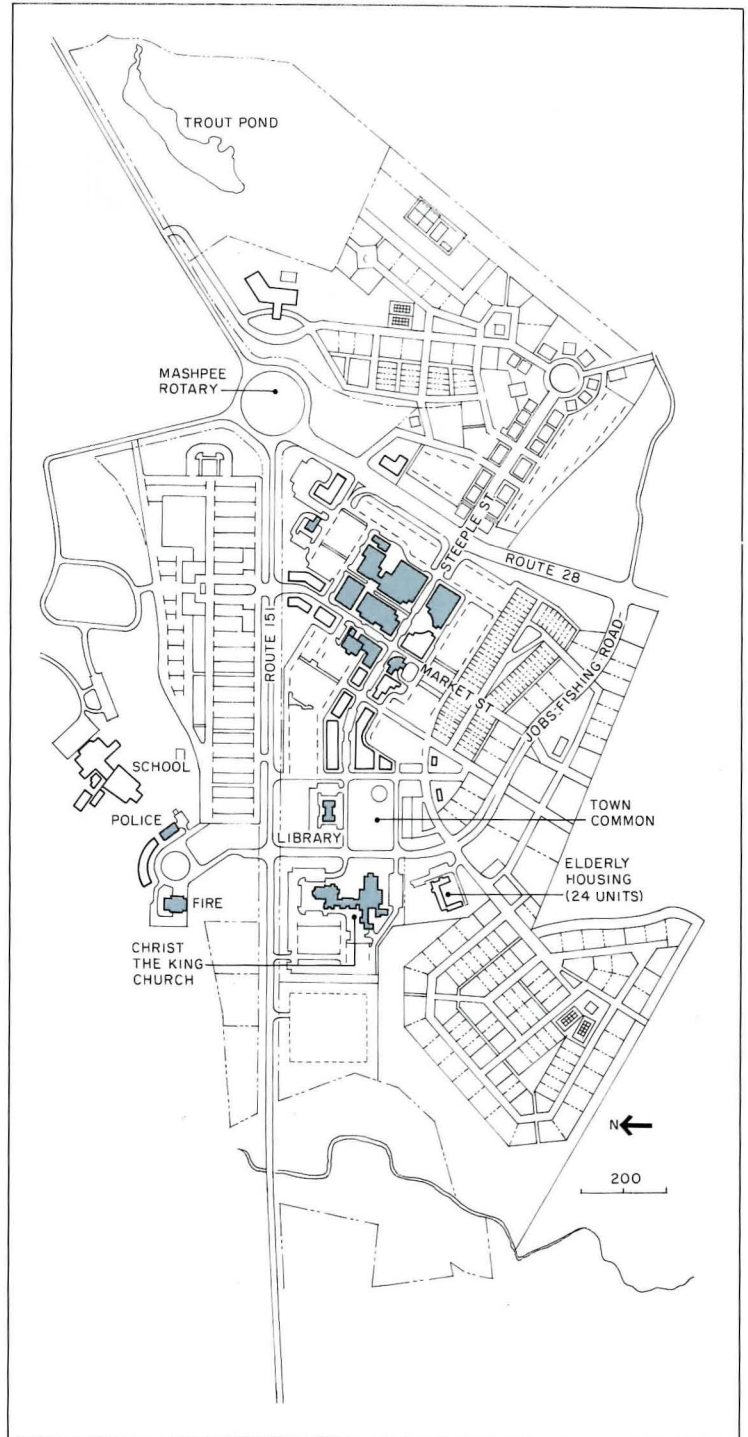 TROUT POND
MASHPEE
ROTARY
STEEPLE ST
ROUTE 28
ROUTE 151
MARKET ST
JOBS-FISHING ROAD
SCHOOL
POLICE
LIBRARY
TOWN
COMMON
ELDERLY
HOUSING
(24 UNITS)
FIRE
CHRIST
THE KING
CHURCH
N
200